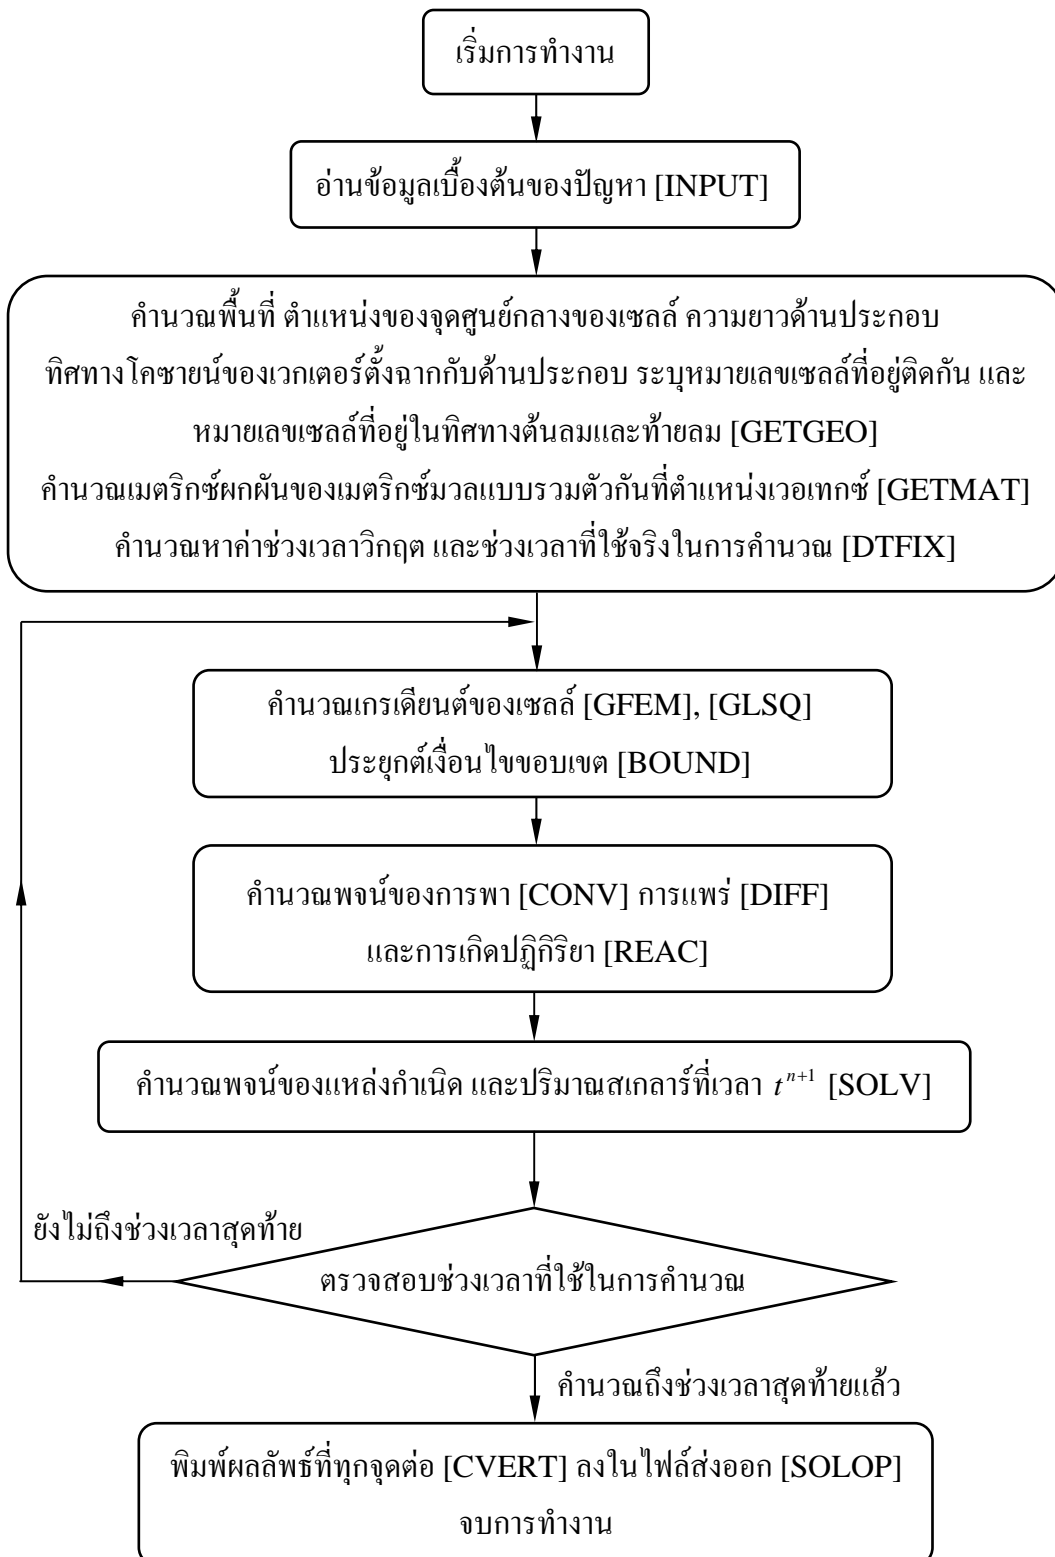 เริ่มการทำงาน
อ่านข้อมูลเบื้องต้นของปัญหา [INPUT]
คำนวณพื้นที่ ตำแหน่งของจุดศูนย์กลางของเซลล์ ความยาวด้านประกอบ
ทิศทางโคซายน์ของเวกเตอร์ตั้งฉากกับด้านประกอบ ระบุหมายเลขเซลล์ที่อยู่ติดกัน และ
หมายเลขเซลล์ที่อยู่ในทิศทางต้นลมและท้ายลม [GETGEO]
คำนวณเมตริกซ์ผกผันของเมตริกซ์มวลแบบรวมตัวกันที่ตำแหน่งเวอเทกซ์ [GETMAT]
คำนวณหาค่าช่วงเวลาวิกฤต และช่วงเวลาที่ใช้จริงในการคำนวณ [DTFIX]
คำนวณเกรเดียนต์ของเซลล์ [GFEM], [GLSQ]
ประยุกต์เงื่อนไขขอบเขต [BOUND]
คำนวณพจน์ของการพา [CONV] การแพร่ [DIFF]
และการเกิดปฏิกิริยา [REAC]
คำนวณพจน์ของแหล่งกำเนิด และปริมาณสเกลาร์ที่เวลา $t^{n+1}$ [SOLV]
ยังไม่ถึงช่วงเวลาสุดท้าย
ตรวจสอบช่วงเวลาที่ใช้ในการคำนวณ
คำนวณถึงช่วงเวลาสุดท้ายแล้ว
พิมพ์ผลลัพธ์ที่ทุกจุดต่อ [CVERT] ลงในไฟล์ส่งออก [SOLOP]
จบการทำงาน